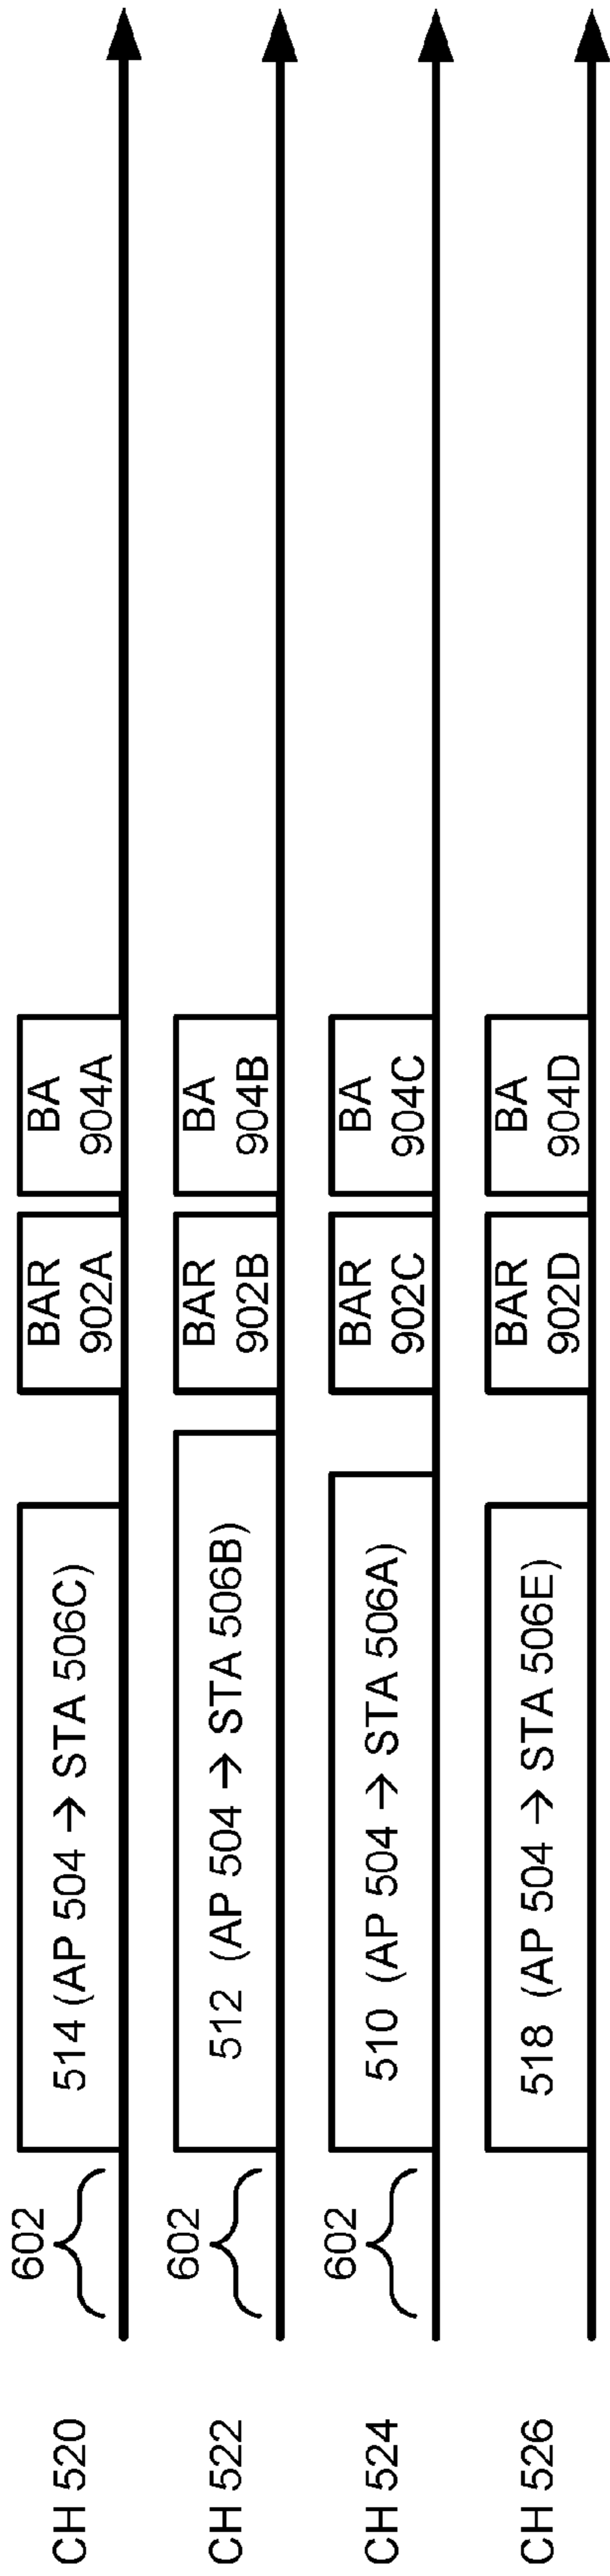 CH 520
602
514 (AP 504 → STA 506C)
BAR
902A
BA
904A
CH 522
602
512 (AP 504 → STA 506B)
BAR
902B
BA
904B
CH 524
602
510 (AP 504 → STA 506A)
BAR
902C
BA
904C
CH 526
518 (AP 504 → STA 506E)
BAR
902D
BA
904D